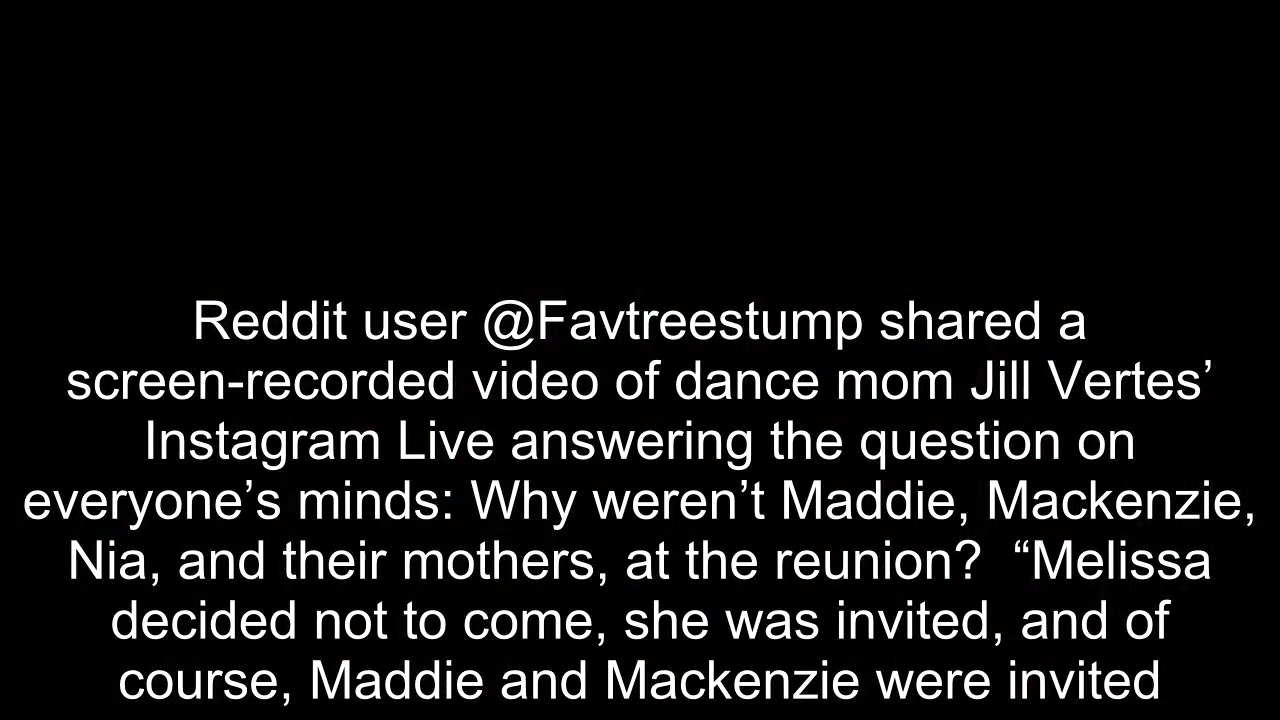 Reddit user @Favtreestump shared a
screen-recorded video of dance mom Jill Vertes’
Instagram Live answering the question on
everyone’s minds: Why weren’t Maddie, Mackenzie,
Nia, and their mothers, at the reunion?  “Melissa
decided not to come, she was invited, and of
course, Maddie and Mackenzie were invited